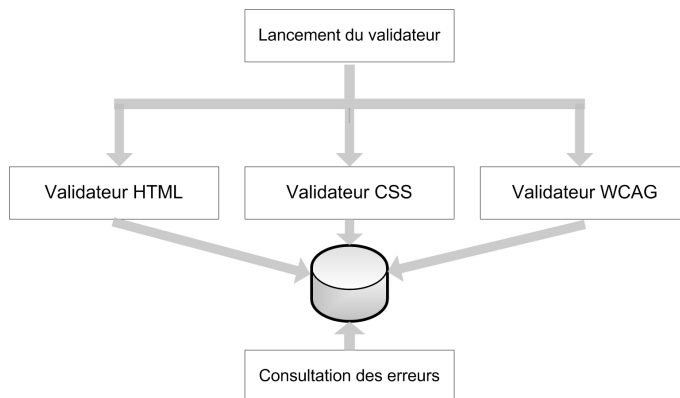 Lancement du validateur
Validateur HTML
Validateur CSS
Validateur WCAG
Consultation des erreurs